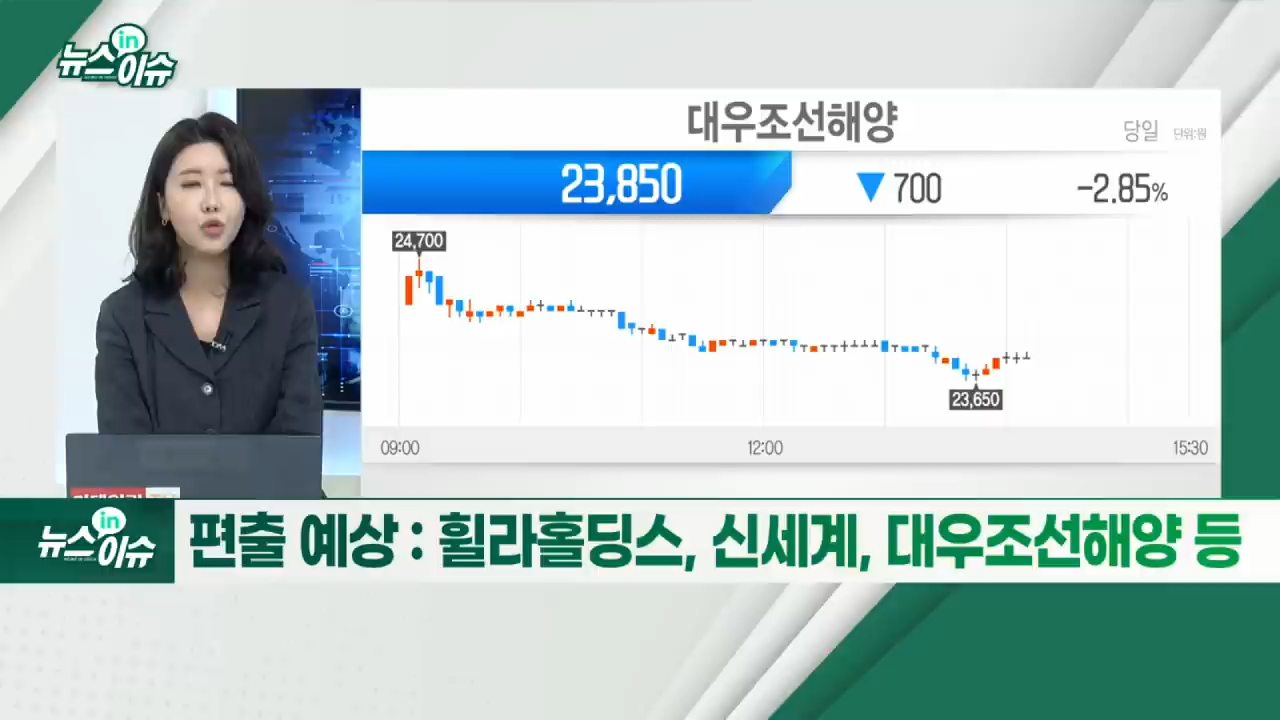 뉴스in이슈
대우조선해양
당일 단위:원
23,850 ▼700 -2.85%
24,700
23,650
09:00 12:00 15:30
뉴스in이슈
편출 예상 : 휠라홀딩스, 신세계, 대우조선해양 등